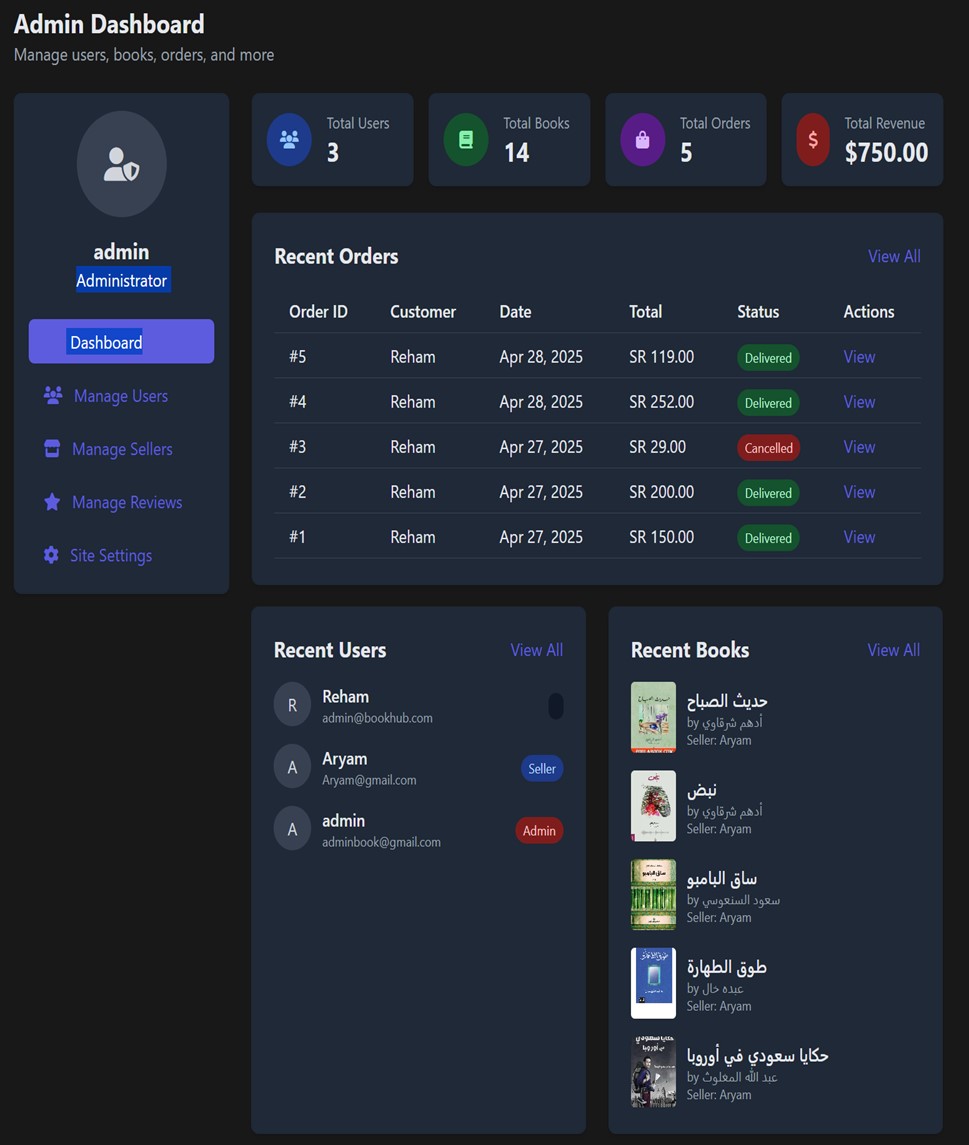 Admin Dashboard
Manage users, books, orders, and more
admin
Administrator
Dashboard
Manage Users
Manage Sellers
Manage Reviews
Site Settings
Total Users
3
Total Books
14
Total Orders
5
Total Revenue
$750.00
Recent Orders View All
Order ID Customer Date Total Status Actions
#5 Reham Apr 28, 2025 SR 119.00 Delivered View
#4 Reham Apr 28, 2025 SR 252.00 Delivered View
#3 Reham Apr 27, 2025 SR 29.00 Cancelled View
#2 Reham Apr 27, 2025 SR 200.00 Delivered View
#1 Reham Apr 27, 2025 SR 150.00 Delivered View
Recent Users View All
R
Reham
admin@bookhub.com
A
Aryam
Aryam@gmail.com
Seller
A
admin
adminbook@gmail.com
Admin
Recent Books View All
حديث الصباح
by أدهم شرقاوي
Seller: Aryam
نبض
by أدهم شرقاوي
Seller: Aryam
ساق البامبو
by سعود السنعوسي
Seller: Aryam
طوق الطهارة
by عبده خال
Seller: Aryam
حكايا سعودي في أوروبا
by عبد الله المغلوث
Seller: Aryam